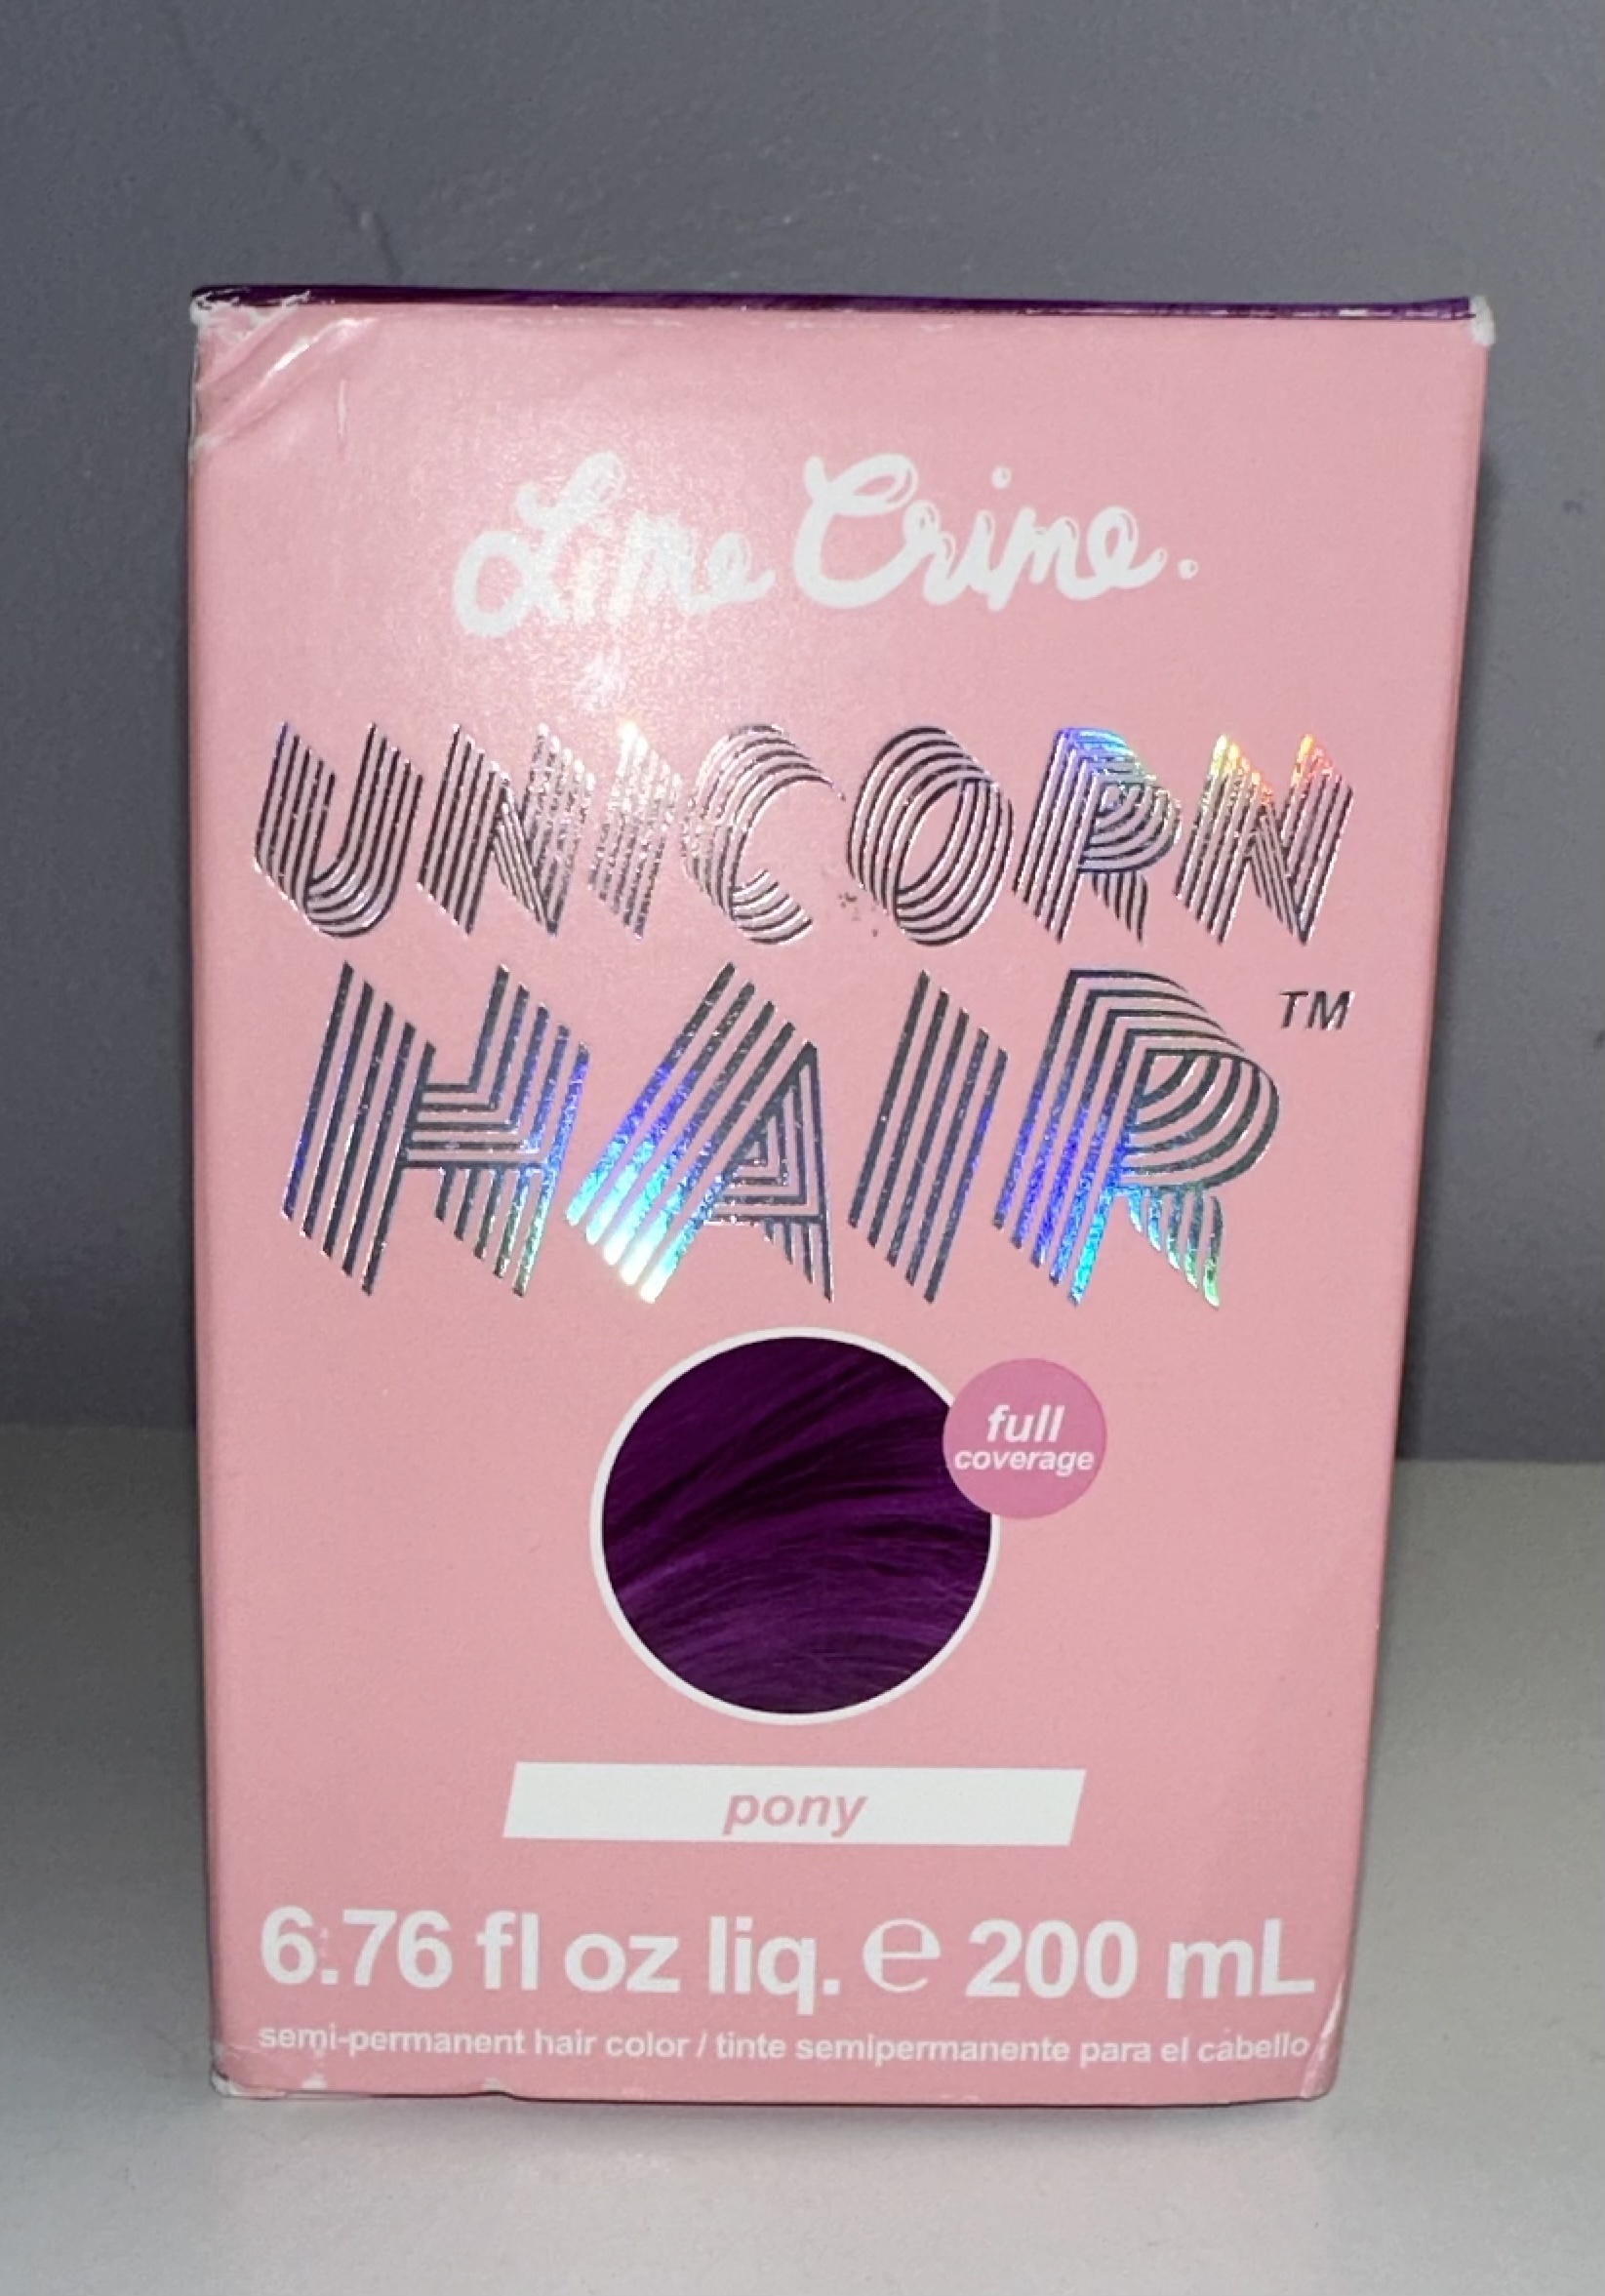 Lime Crime.
UNICORN
HAIR™
full
coverage
pony
6.76 fl oz liq. ℮ 200 mL
semi-permanent hair color / tinte semipermanente para el cabello